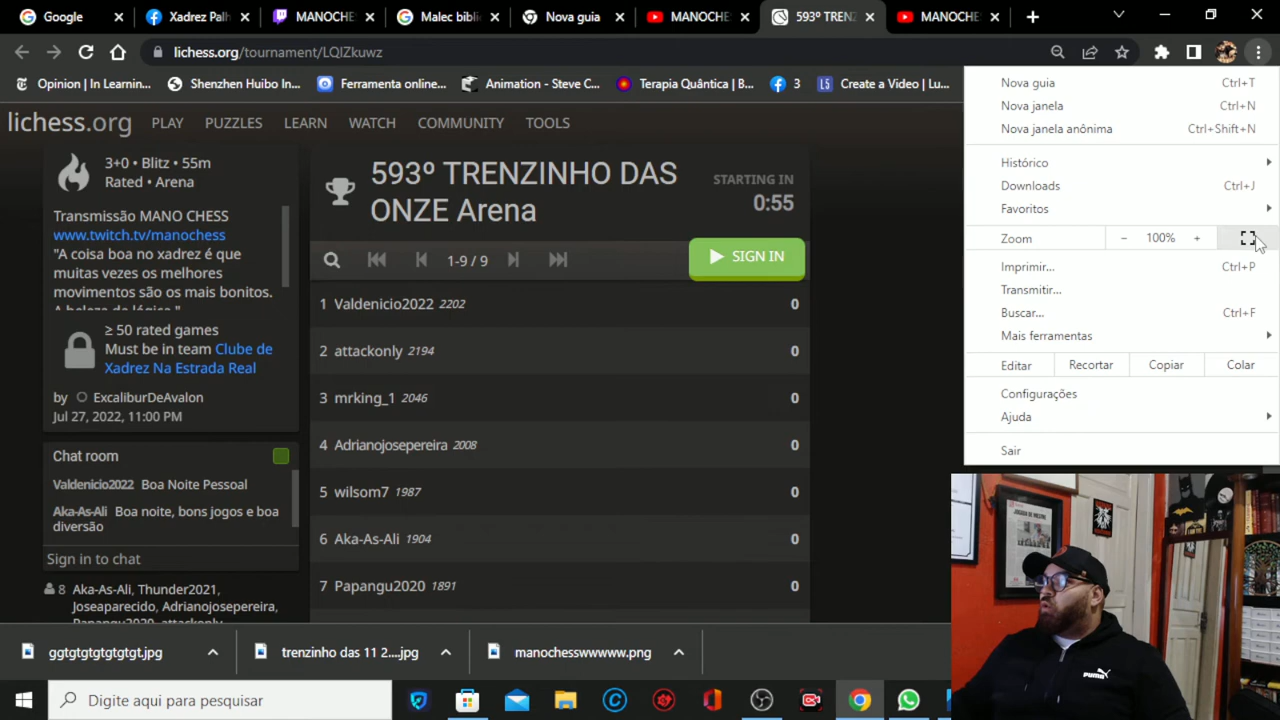 Google
Xadrez Palh
MANOCHES
Malec bibli
Nova guia
MANOCHE
593º TRENZ
MANOCHE
lichess.org/tournament/LQIZkuwz
Opinion | In Learnin...
Shenzhen Huibo In...
Ferramenta online...
Animation - Steve C...
Terapia Quântica | B...
3
Create a Video | Lu...
lichess.org
PLAY
PUZZLES
LEARN
WATCH
COMMUNITY
TOOLS
3+0 • Blitz • 55m
Rated • Arena
Transmissão MANO CHESS
www.twitch.tv/manochess
"A coisa boa no xadrez é que
muitas vezes os melhores
movimentos são os mais bonitos.
A beleza da lógica "
≥ 50 rated games
Must be in team Clube de
Xadrez Na Estrada Real
by ExcaliburDeAvalon
Jul 27, 2022, 11:00 PM
Chat room
Valdenicio2022 Boa Noite Pessoal
Aka-As-Ali Boa noite, bons jogos e boa
diversão
Sign in to chat
8 Aka-As-Ali, Thunder2021,
Joseaparecido, Adrianojosepereira,
Papangu2020, attackonly
593º TRENZINHO DAS
ONZE Arena
STARTING IN
0:55
1-9 / 9
SIGN IN
1 Valdenicio2022 2202 0
2 attackonly 2194 0
3 mrking_1 2046 0
4 Adrianojosepereira 2008 0
5 wilsom7 1987 0
6 Aka-As-Ali 1904 0
7 Papangu2020 1891 0
Nova guia Ctrl+T
Nova janela Ctrl+N
Nova janela anônima Ctrl+Shift+N
Histórico
Downloads Ctrl+J
Favoritos
Zoom − 100% +
Imprimir... Ctrl+P
Transmitir...
Buscar... Ctrl+F
Mais ferramentas
Editar Recortar Copiar Colar
Configurações
Ajuda
Sair
PUMA
ggtgtgtgtgtgtgt.jpg
trenzinho das 11 2....jpg
manochesswwwww.png
Digite aqui para pesquisar